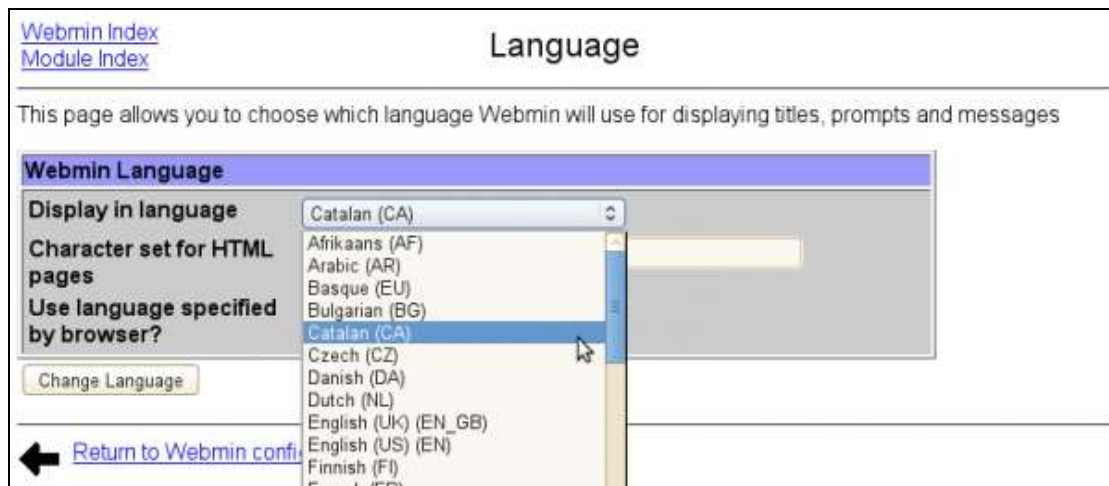 Webmin Index
Module Index
Language
This page allows you to choose which language Webmin will use for displaying titles, prompts and messages
Webmin Language
Display in language
Catalan (CA)
Character set for HTML
pages
Use language specified
by browser?
Afrikaans (AF)
Arabic (AR)
Basque (EU)
Bulgarian (BG)
Catalan (CA)
Czech (CZ)
Danish (DA)
Dutch (NL)
English (UK) (EN_GB)
English (US) (EN)
Finnish (FI)
Change Language
Return to Webmin